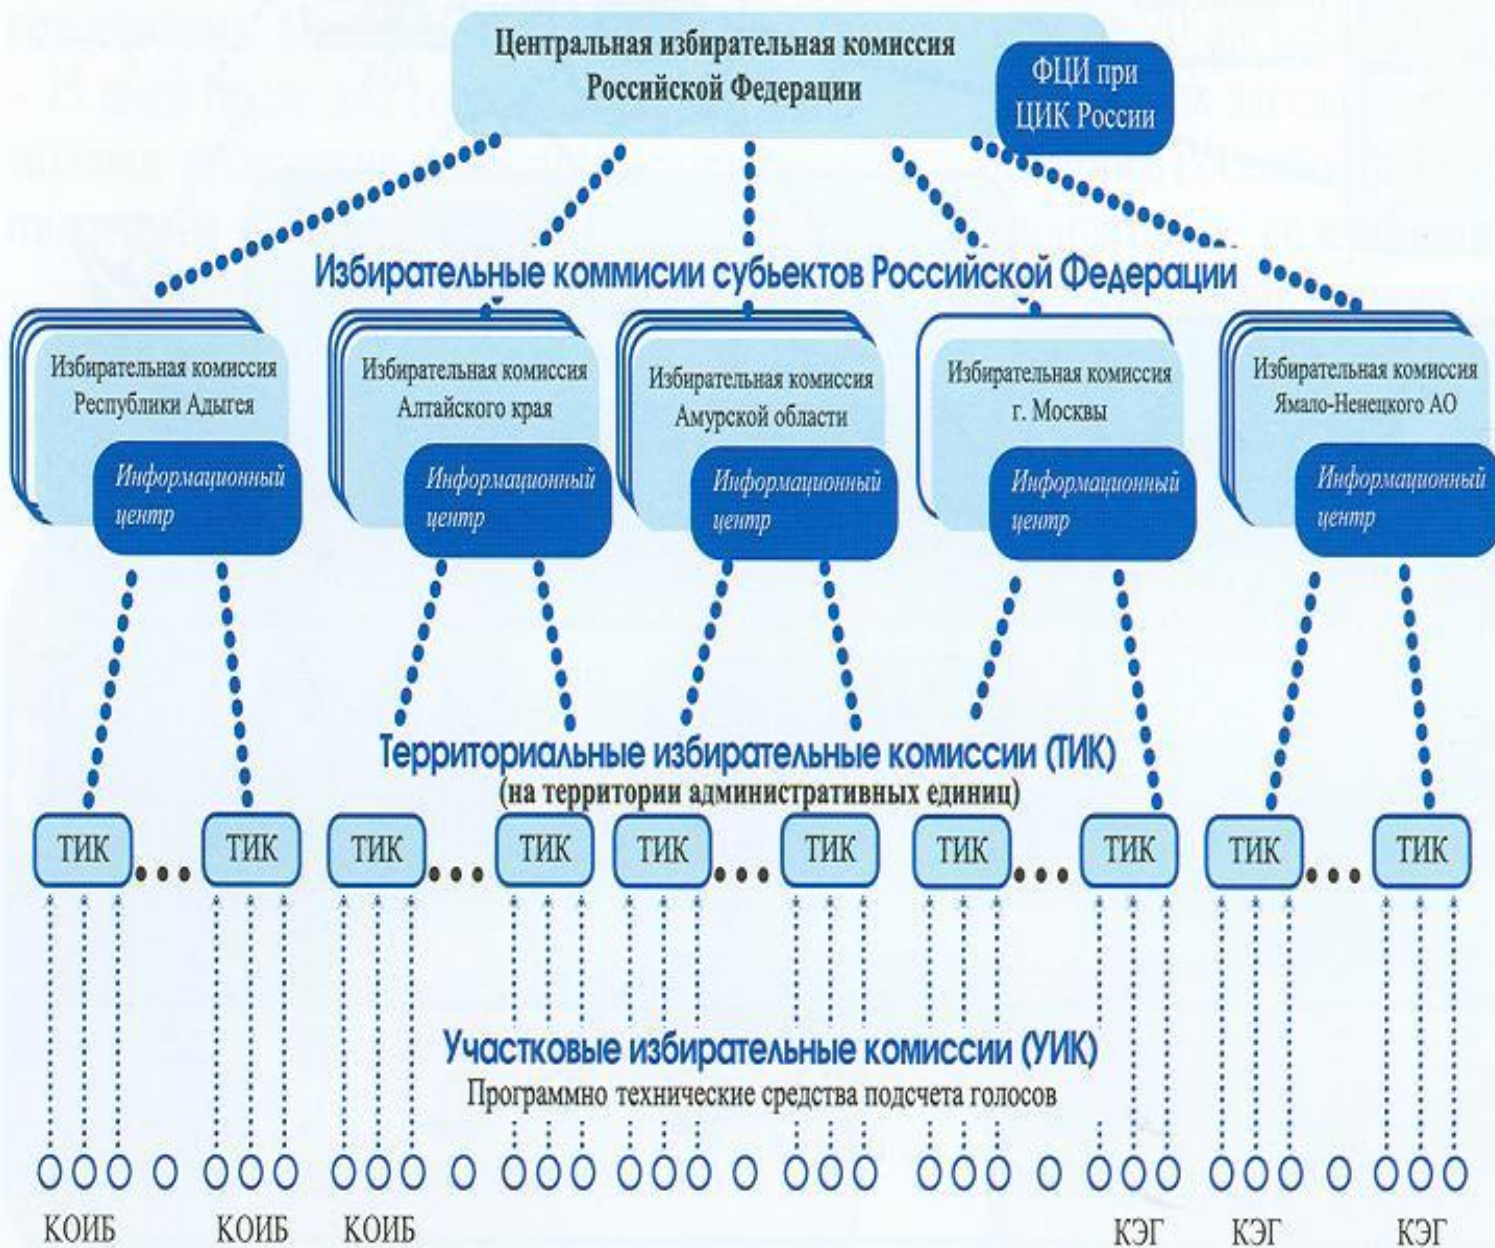 Центральная избирательная комиссия
Российской Федерации
ФЦИ при
ЦИК России
Избирательные коммисии субьектов Российской Федерации
Избирательная комиссия
Республики Адыгея
Информационный
центр
Избирательная комиссия
Алтайского края
Информационный
центр
Избирательная комиссия
Амурской области
Информационный
центр
Избирательная комиссия
г. Москвы
Информационный
центр
Избирательная комиссия
Ямало-Ненецкого АО
Информационный
центр
Территориальные избирательные комиссии (ТИК)
(на территории административных единиц)
ТИК ... ТИК ТИК ... ТИК ТИК ... ТИК ТИК ... ТИК ТИК ... ТИК
Участковые избирательные комиссии (УИК)
Программно технические средства подсчета голосов
КОИБ КОИБ КОИБ КЭГ КЭГ КЭГ